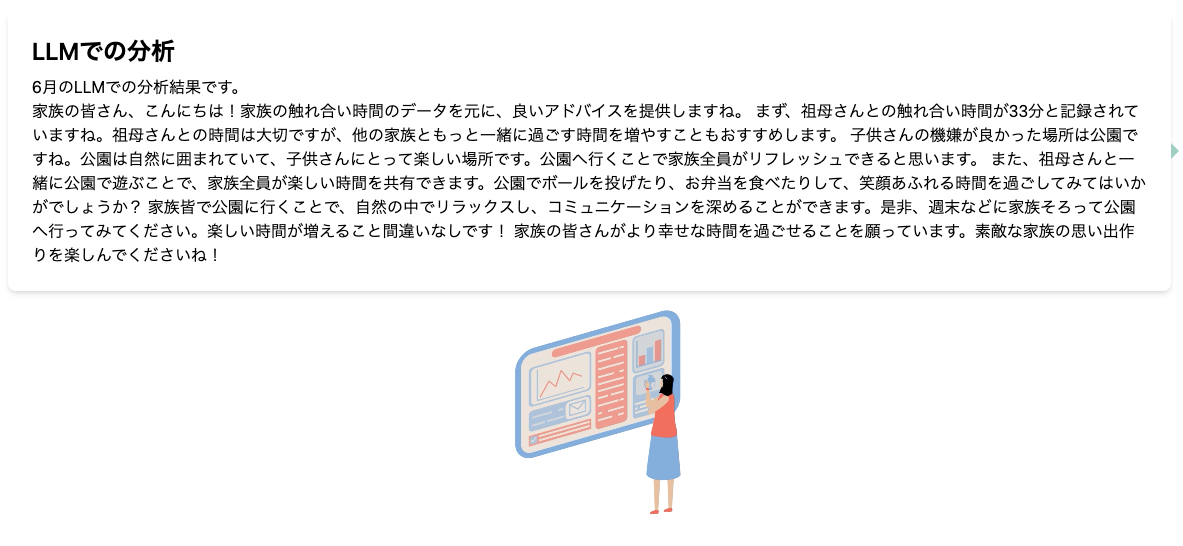 LLMでの分析
6月のLLMでの分析結果です。
家族の皆さん、こんにちは！家族の触れ合い時間のデータを元に、良いアドバイスを提供しますね。 まず、祖母さんとの触れ合い時間が33分と記録されて
いますね。祖母さんとの時間は大切ですが、他の家族ともっと一緒に過ごす時間を増やすこともおすすめします。 子供さんの機嫌が良かった場所は公園で
すね。公園は自然に囲まれていて、子供さんにとって楽しい場所です。公園へ行くことで家族全員がリフレッシュできると思います。 また、祖母さんと一
緒に公園で遊ぶことで、家族全員が楽しい時間を共有できます。公園でボールを投げたり、お弁当を食べたりして、笑顔あふれる時間を過ごしてみてはいか
がでしょうか？ 家族皆で公園に行くことで、自然の中でリラックスし、コミュニケーションを深めることができます。是非、週末などに家族そろって公園
へ行ってみてください。楽しい時間が増えること間違いなしです！ 家族の皆さんがより幸せな時間を過ごせることを願っています。素敵な家族の思い出作
りを楽しんでくださいね！